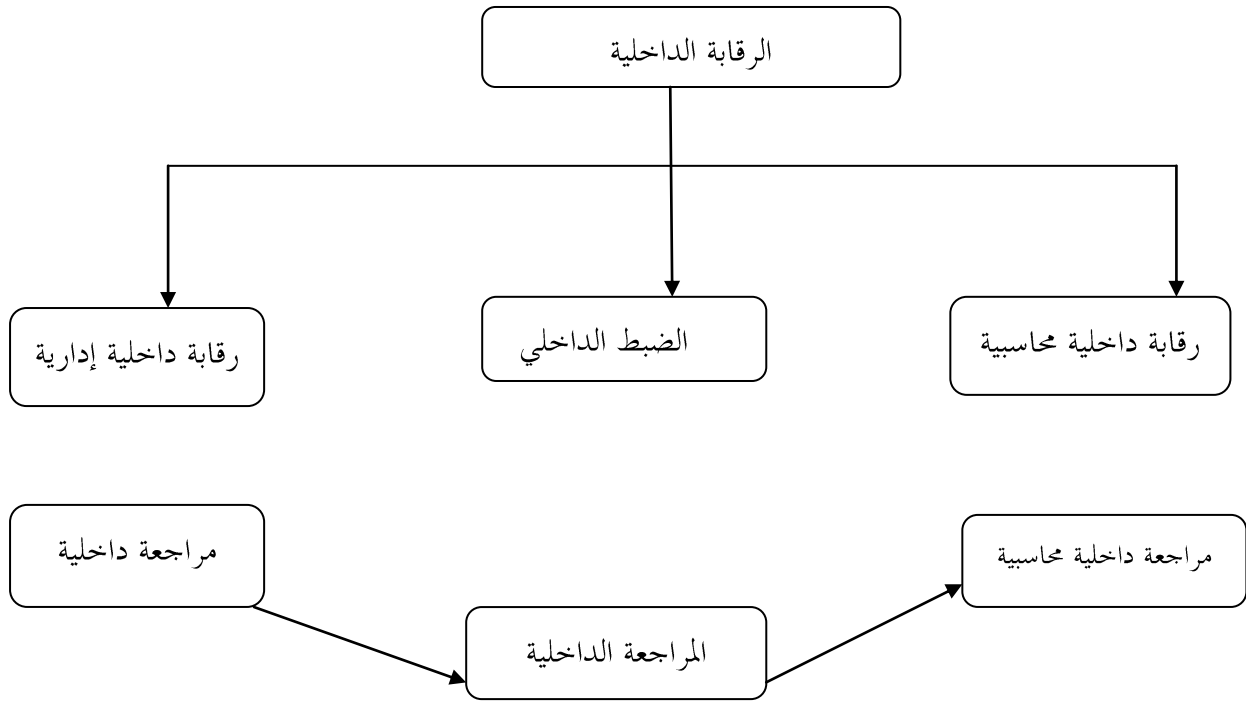 الرقابة الداخلية
رقابة داخلية محاسبية
الضبط الداخلي
رقابة داخلية إدارية
مراجعة داخلية محاسبية
المراجعة الداخلية
مراجعة داخلية